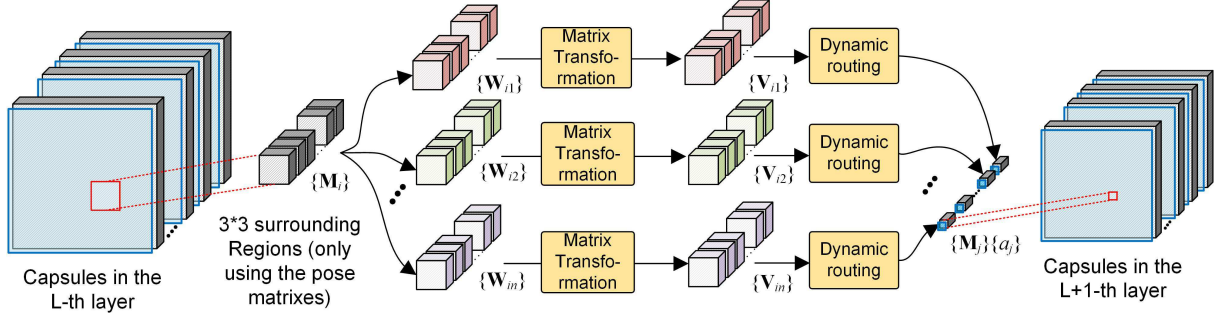 Capsules in the
L-th layer
{M_i}
3*3 surrounding
Regions (only
using the pose
matrixes)
{W_i1}
Matrix
Transfo-
rmation
{V_i1}
Dynamic
routing
{W_i2}
Matrix
Transfo-
rmation
{V_i2}
Dynamic
routing
{W_in}
Matrix
Transfo-
rmation
{V_in}
Dynamic
routing
{M_j}{a_j}
Capsules in the
L+1-th layer